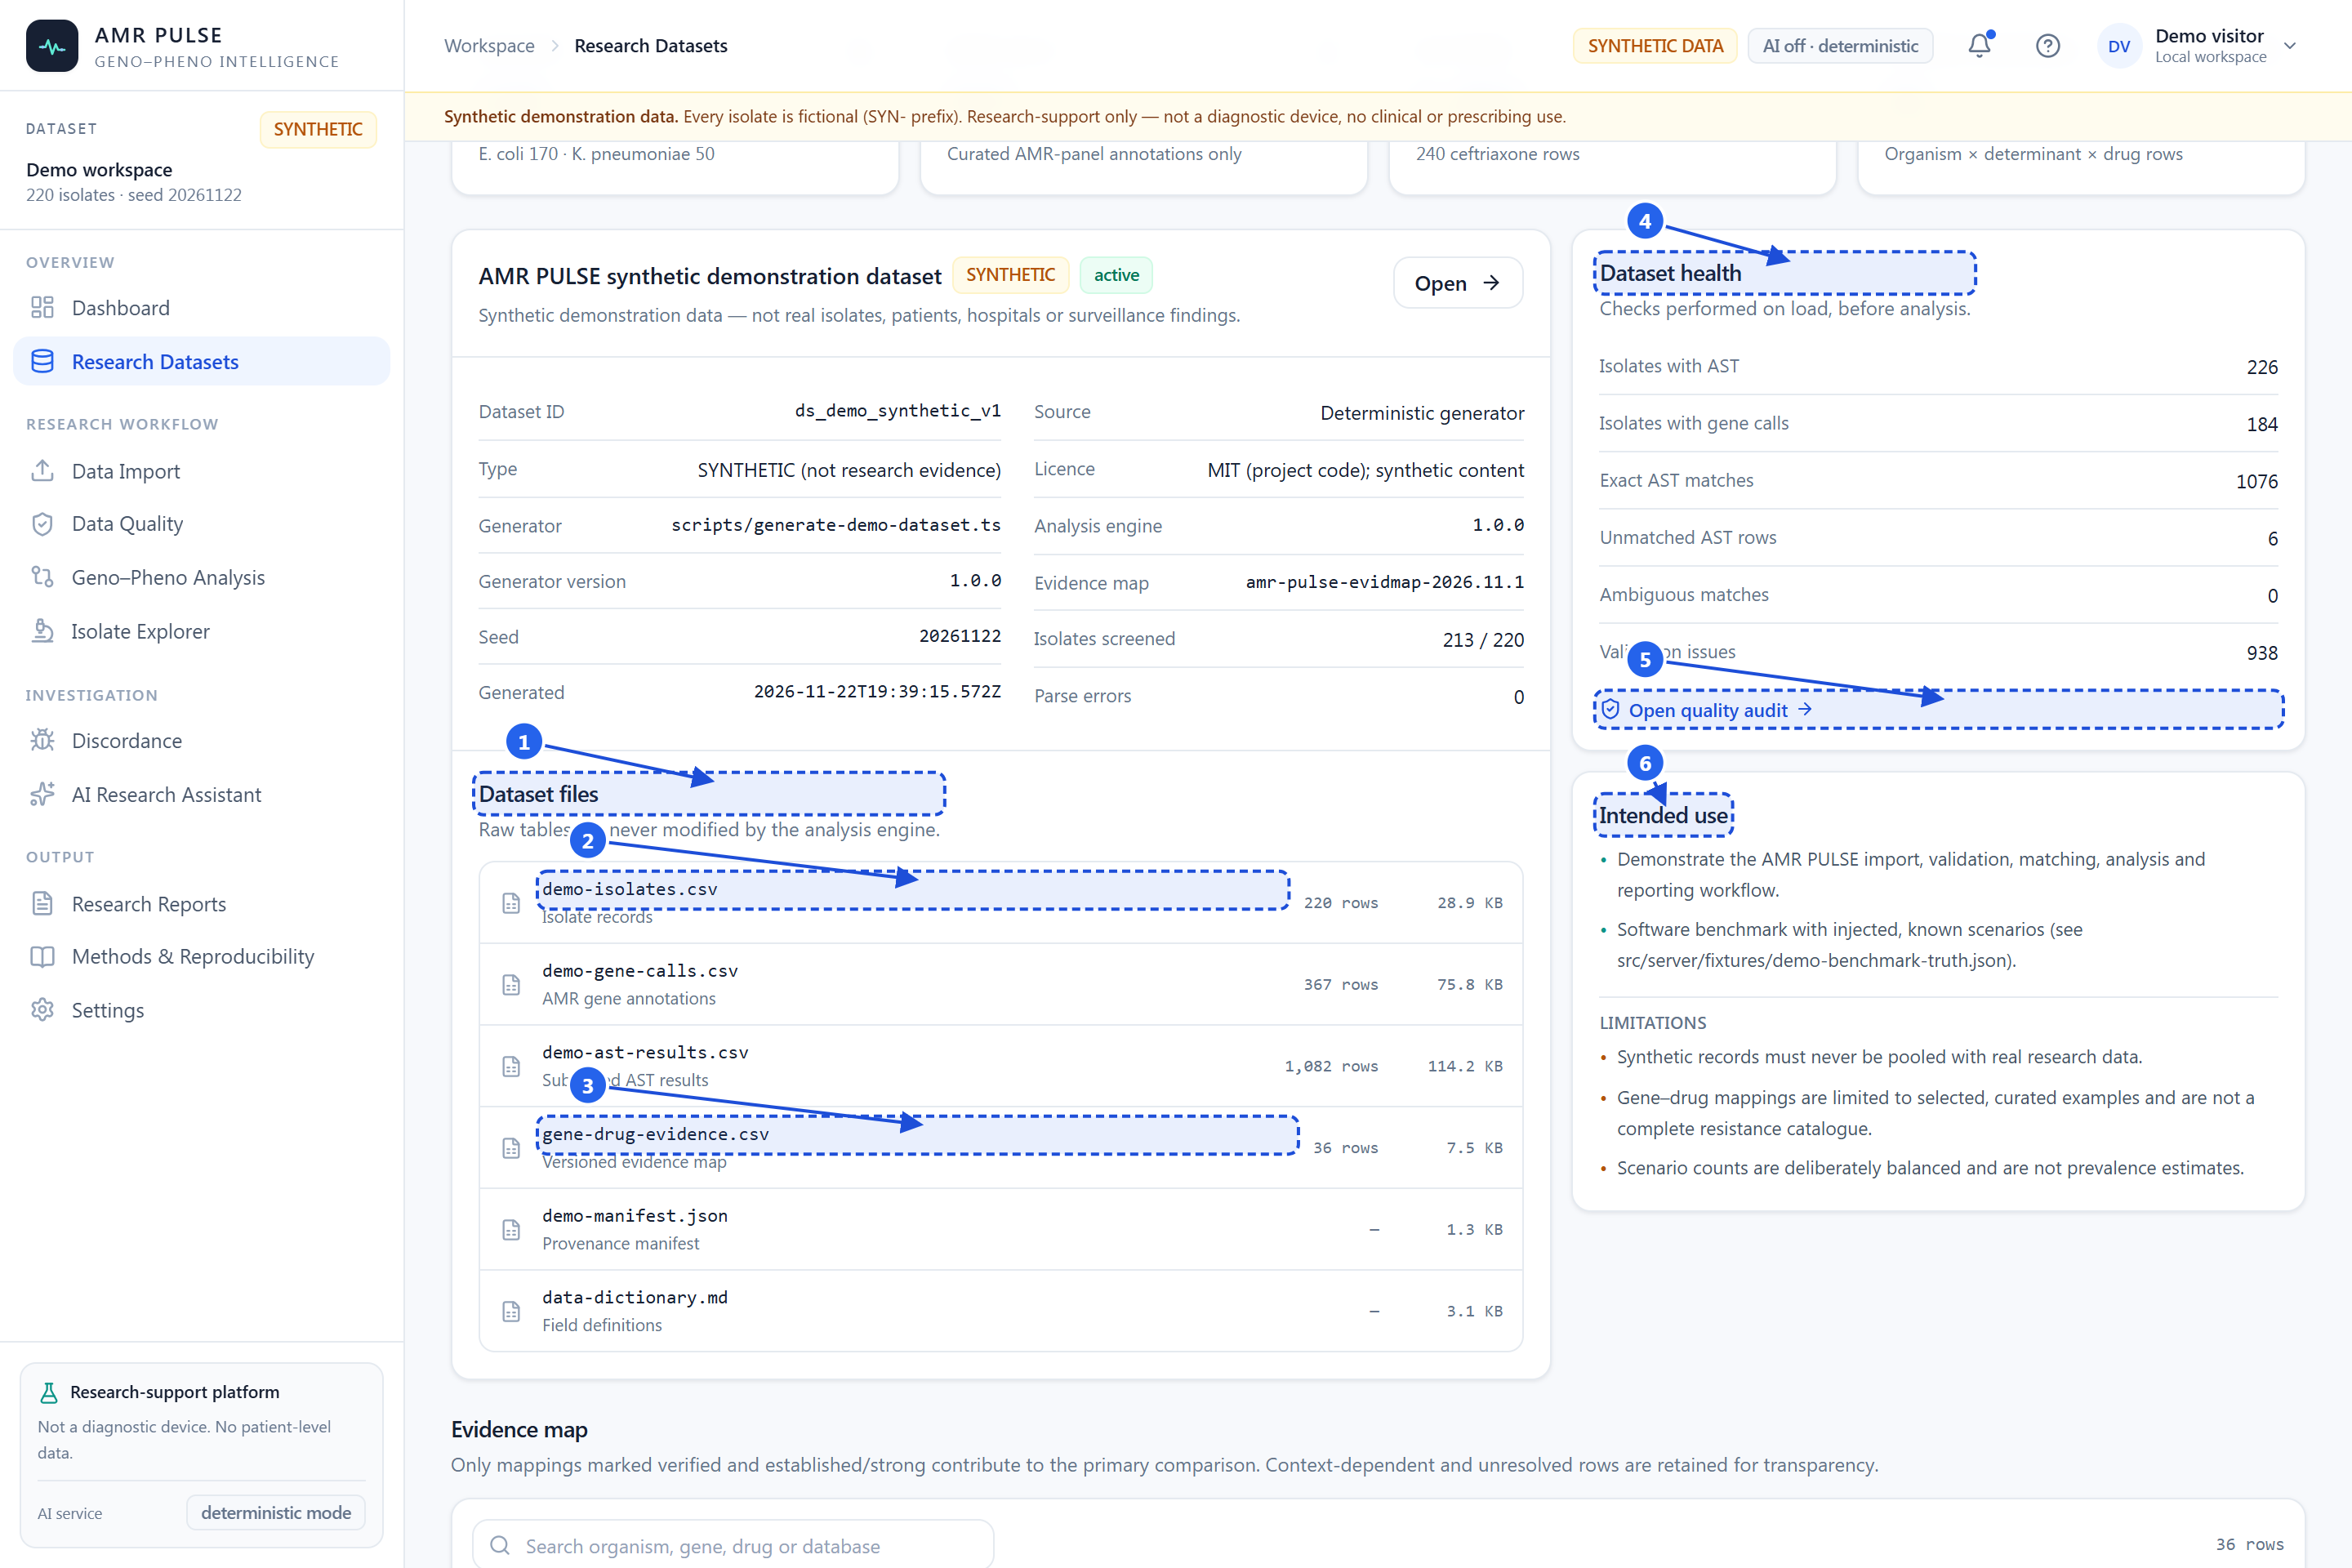 AMR PULSE
GENO–PHENO INTELLIGENCE
DATASET
SYNTHETIC
Demo workspace
220 isolates · seed 20261122
OVERVIEW
Dashboard
Research Datasets
RESEARCH WORKFLOW
Data Import
Data Quality
Geno–Pheno Analysis
Isolate Explorer
INVESTIGATION
Discordance
AI Research Assistant
OUTPUT
Research Reports
Methods & Reproducibility
Settings
Research-support platform
Not a diagnostic device. No patient-level
data.
AI service
deterministic mode
Workspace
Research Datasets
SYNTHETIC DATA
AI off · deterministic
DV
Demo visitor
Local workspace
Synthetic demonstration data. Every isolate is fictional (SYN- prefix). Research-support only — not a diagnostic device, no clinical or prescribing use.
E. coli 170 · K. pneumoniae 50
Curated AMR-panel annotations only
240 ceftriaxone rows
Organism × determinant × drug rows
AMR PULSE synthetic demonstration dataset
SYNTHETIC
active
Open
Synthetic demonstration data — not real isolates, patients, hospitals or surveillance findings.
Dataset ID ds_demo_synthetic_v1
Type SYNTHETIC (not research evidence)
Generator scripts/generate-demo-dataset.ts
Generator version 1.0.0
Seed 20261122
Generated 2026-11-22T19:39:15.572Z
Source Deterministic generator
Licence MIT (project code); synthetic content
Analysis engine 1.0.0
Evidence map amr-pulse-evidmap-2026.11.1
Isolates screened 213 / 220
Parse errors 0
1
Dataset files
Raw tables never modified by the analysis engine.
2
demo-isolates.csv
Isolate records
220 rows 28.9 KB
demo-gene-calls.csv
AMR gene annotations
367 rows 75.8 KB
demo-ast-results.csv
AST results
1,082 rows 114.2 KB
3
gene-drug-evidence.csv
Versioned evidence map
36 rows 7.5 KB
demo-manifest.json
Provenance manifest
– 1.3 KB
data-dictionary.md
Field definitions
– 3.1 KB
4
Dataset health
Checks performed on load, before analysis.
Isolates with AST 226
Isolates with gene calls 184
Exact AST matches 1076
Unmatched AST rows 6
Ambiguous matches 0
issues 938
5
Open quality audit
6
Intended use
• Demonstrate the AMR PULSE import, validation, matching, analysis and
reporting workflow.
• Software benchmark with injected, known scenarios (see
src/server/fixtures/demo-benchmark-truth.json).
LIMITATIONS
• Synthetic records must never be pooled with real research data.
• Gene–drug mappings are limited to selected, curated examples and are not a
complete resistance catalogue.
• Scenario counts are deliberately balanced and are not prevalence estimates.
Evidence map
Only mappings marked verified and established/strong contribute to the primary comparison. Context-dependent and unresolved rows are retained for transparency.
Search organism, gene, drug or database
36 rows